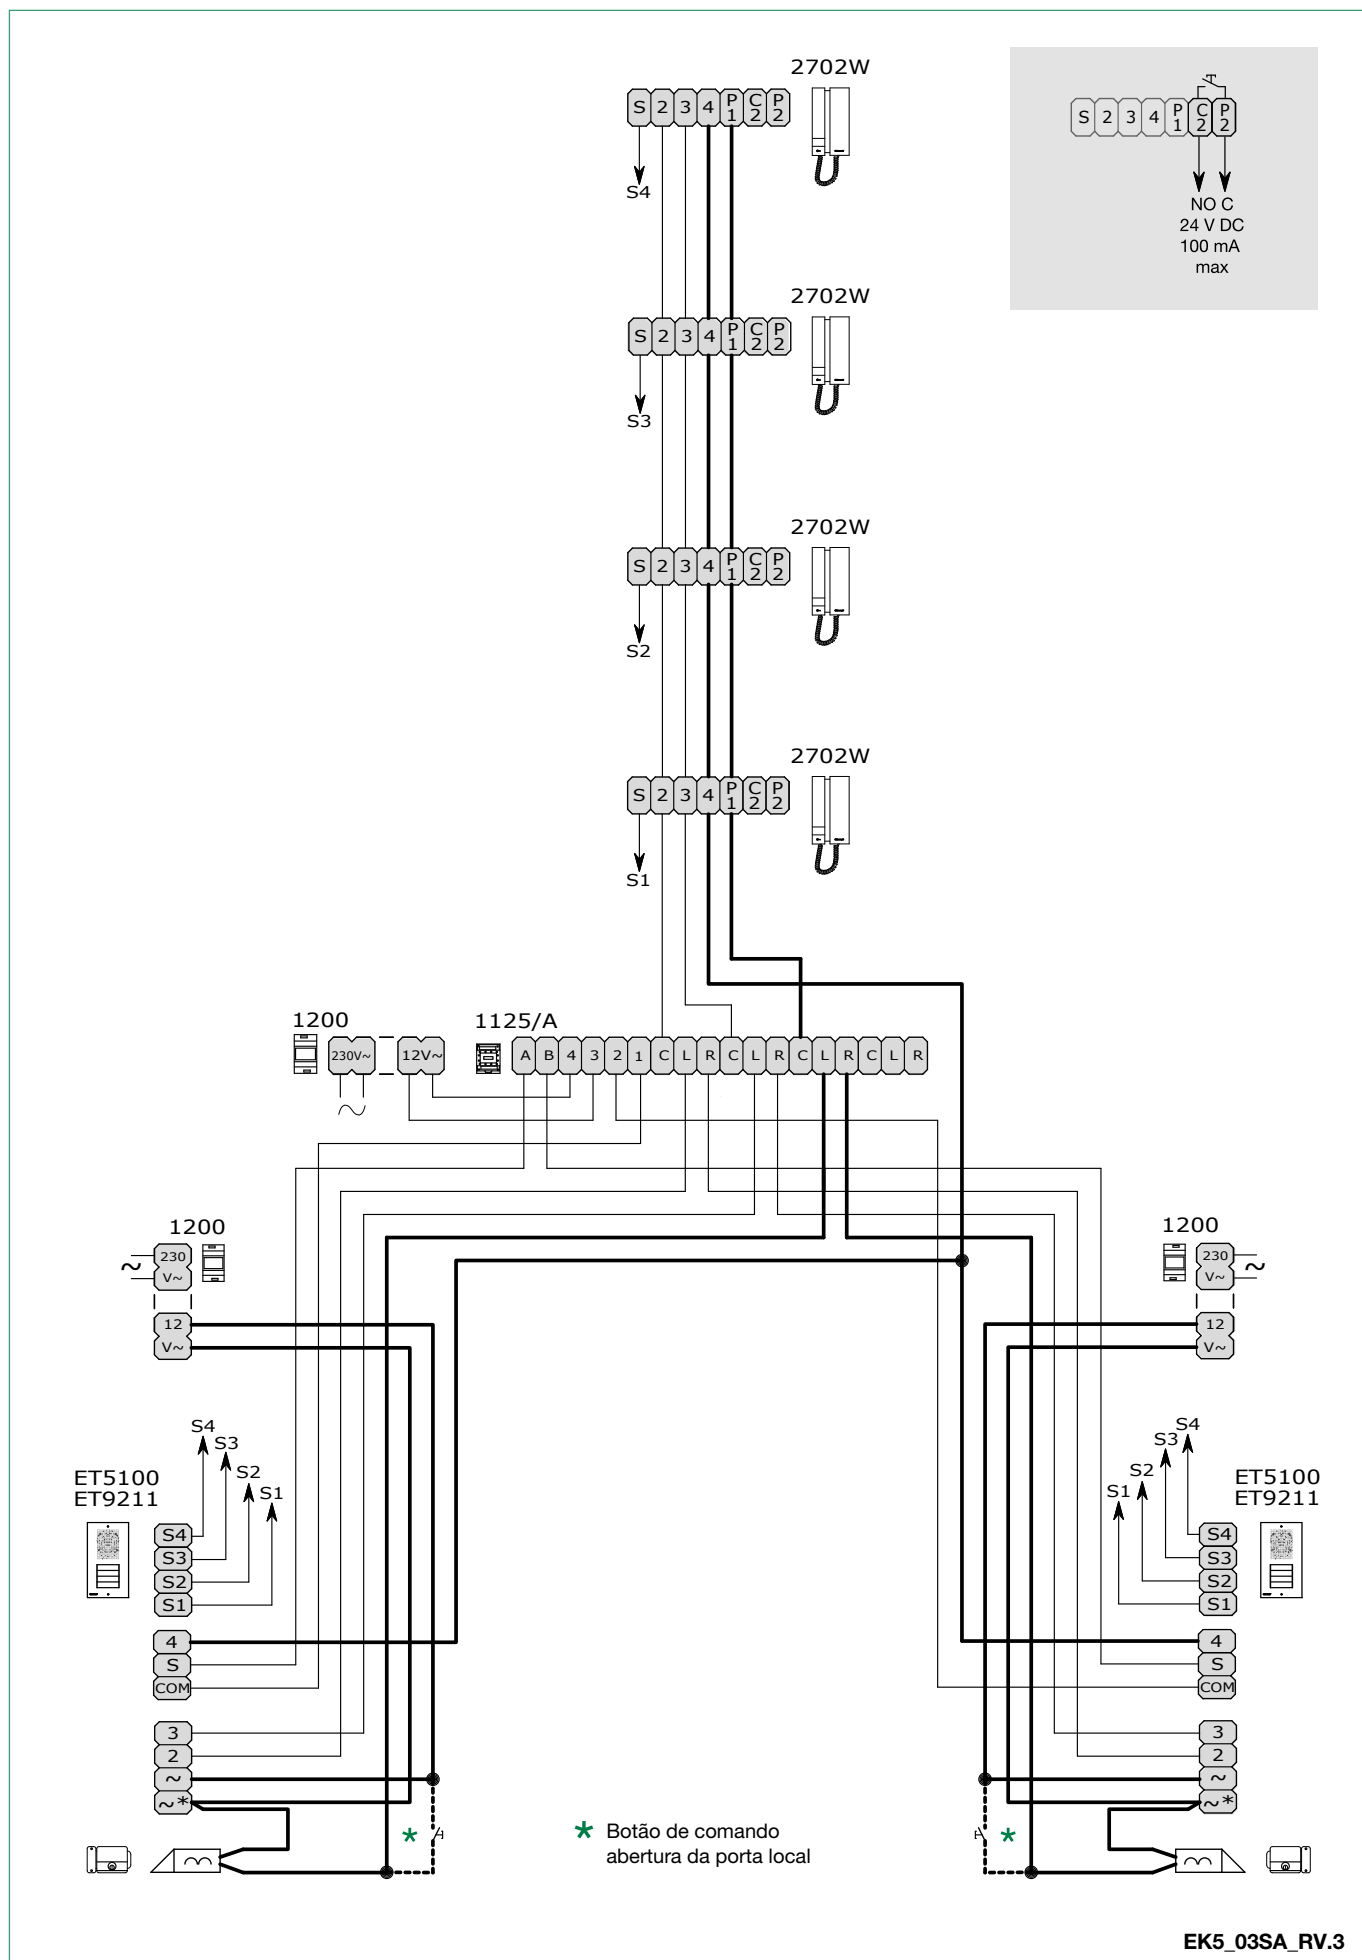 2702W
S 2 3 4 P1 C2 P2
S4
S 2 3 4 P1 C2 P2
NO C
24 V DC
100 mA
max
2702W
S 2 3 4 P1 C2 P2
S3
2702W
S 2 3 4 P1 C2 P2
S2
2702W
S 2 3 4 P1 C2 P2
S1
1200
230V~
12V~
1125/A
A B 4 3 2 1 C L R C L R C L R C L R
1200
230
V~
~
12
V~
1200
230
V~
~
12
V~
S4
S3
S2
S1
ET5100
ET9211
S4
S3
S2
S1
4
S
COM
3
2
~
~*
*
S4
S3
S2
S1
ET5100
ET9211
S4
S3
S2
S1
4
S
COM
3
2
~
~*
*
* Botão de comando
abertura da porta local
EK5_03SA_RV.3